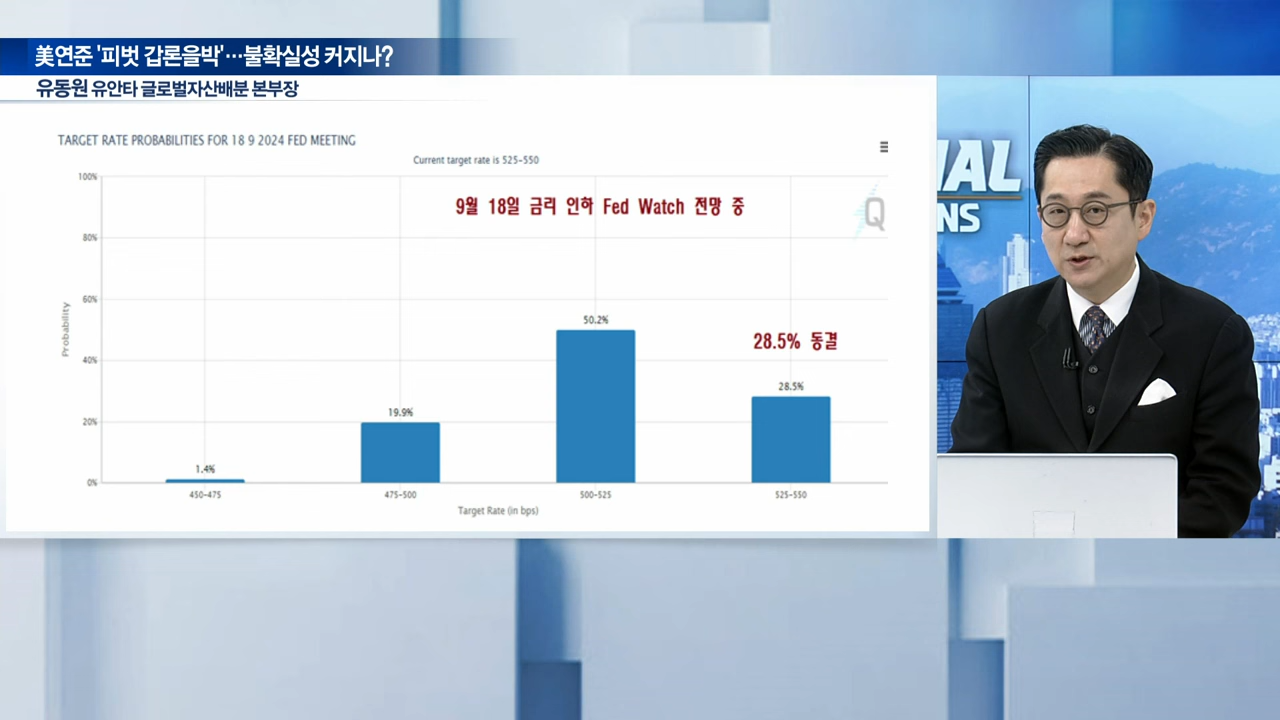 美연준 '피벗 갑론을박'…불확실성 커지나?
유동원 유안타 글로벌자산배분 본부장
TARGET RATE PROBABILITIES FOR 18 9 2024 FED MEETING
Current target rate is 525-550
9월 18일 금리 인하 Fed Watch 전망 중
Q
28.5% 동결
Probability
100%
80%
60%
40%
20%
0%
1.4%
19.9%
50.2%
28.5%
450-475
475-500
500-525
525-550
Target Rate (in bps)
IAL
NS